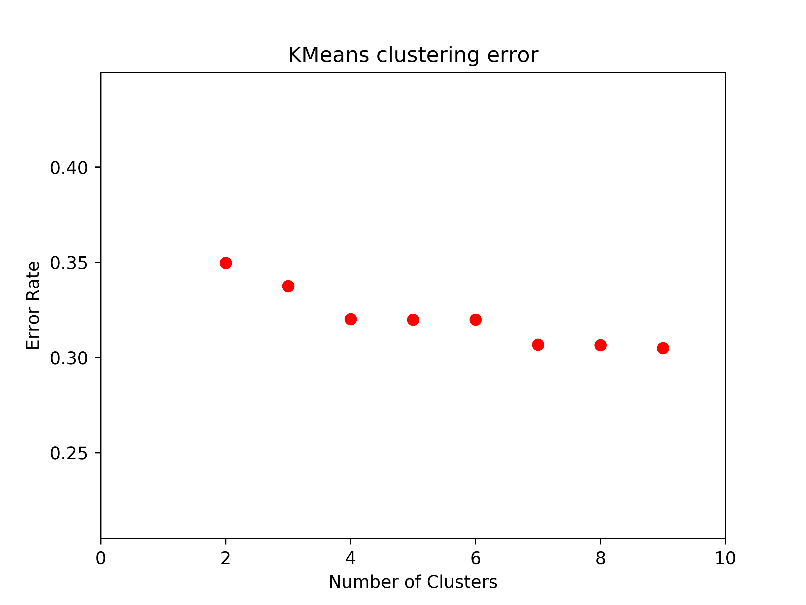 KMeans clustering error
0.40
0.35
0.30
0.25
Error Rate
0 2 4 6 8 10
Number of Clusters